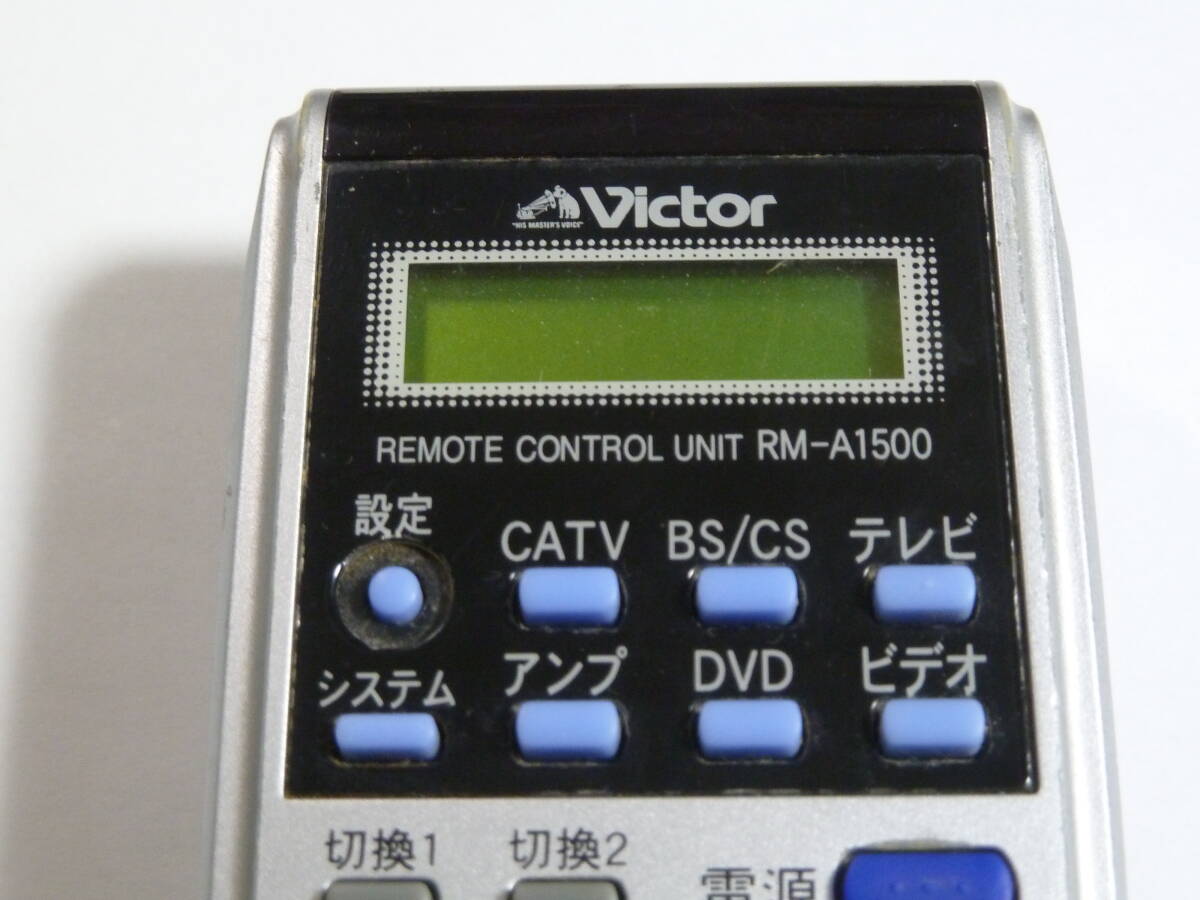 Victor
"HIS MASTER'S VOICE"
REMOTE CONTROL UNIT RM-A1500
設定
CATV BS/CS テレビ
システム アンプ DVD ビデオ
切換1 切換2 電源